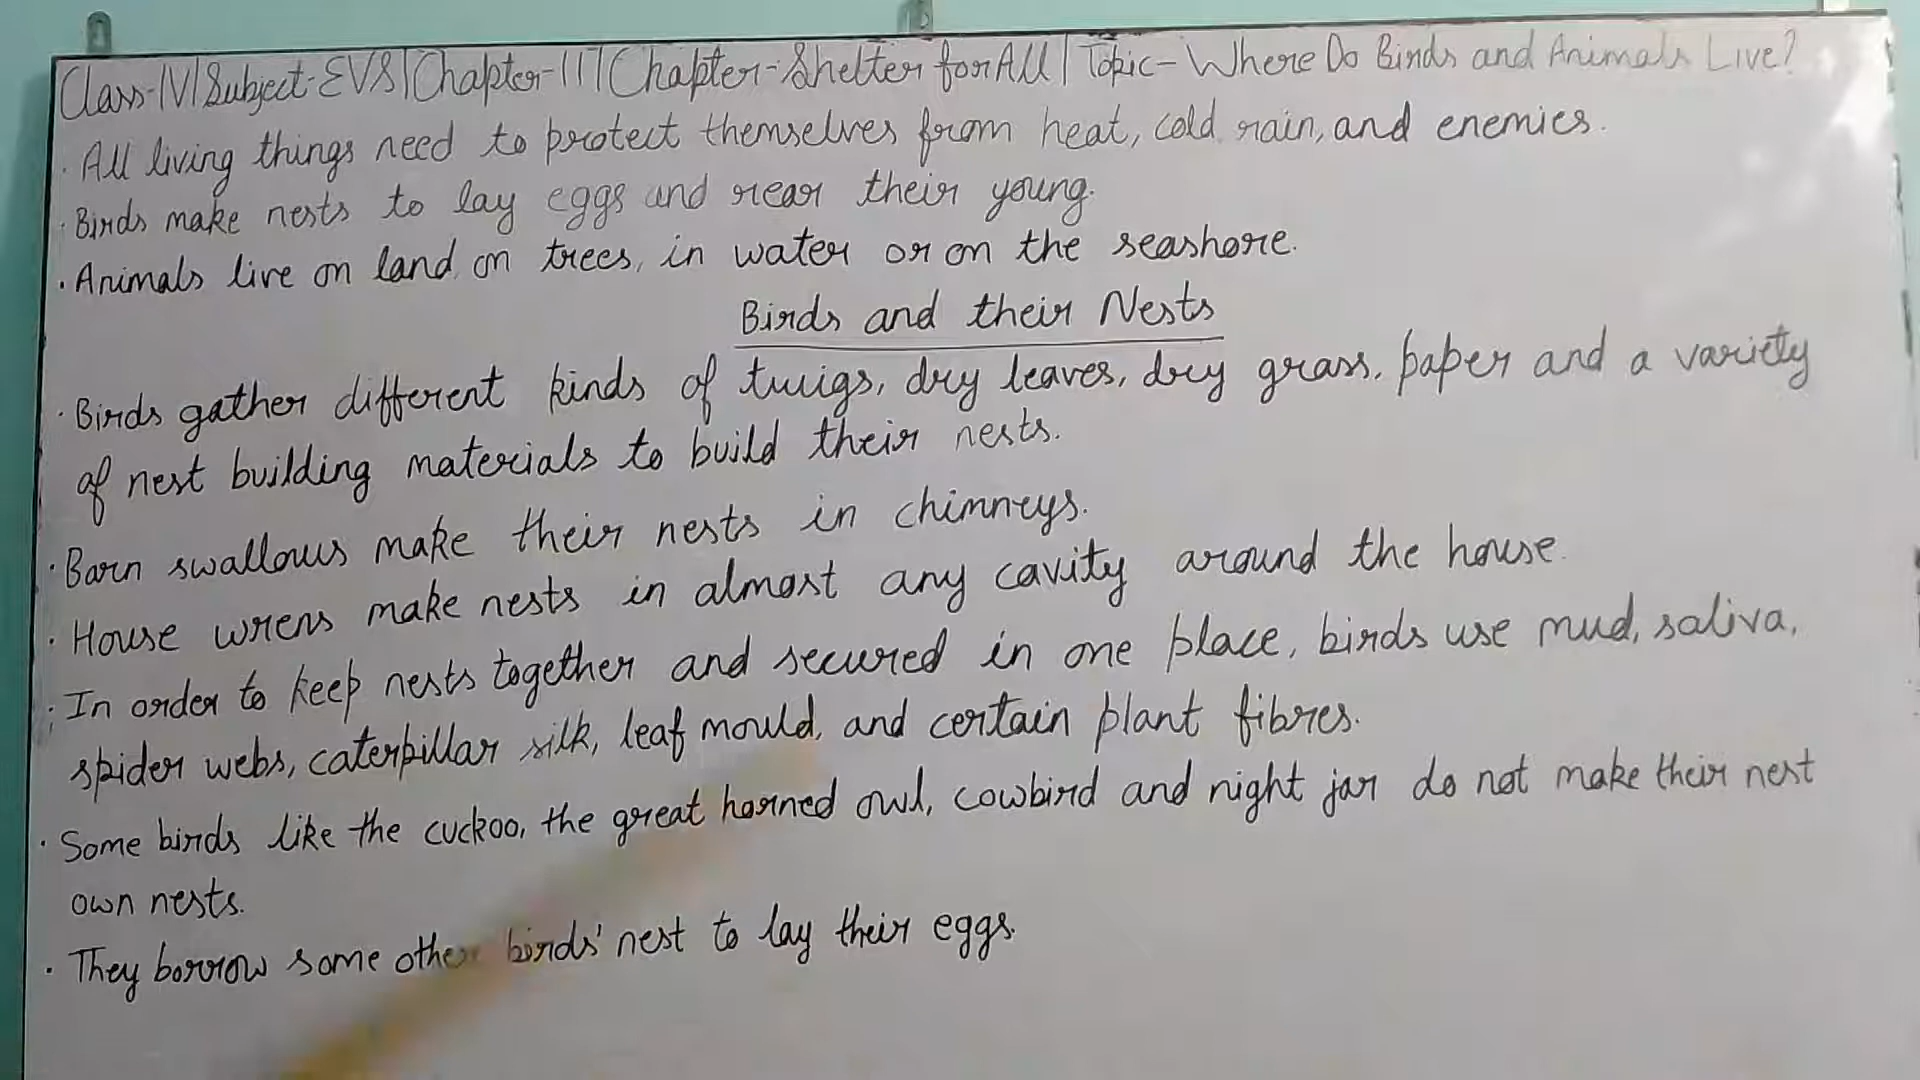 Class-IV|Subject-EVS|Chapter-III|Chapter-Shelter for All|Topic-Where Do Birds and Animals Live?
· All living things need to protect themselves from heat, cold, rain, and enemies.
· Birds make nests to lay eggs and rear their young.
· Animals live on land, on trees, in water or on the seashore.
Birds and their Nests
· Birds gather different kinds of twigs, dry leaves, dry grass, paper and a variety
of nest building materials to build their nests.
· Barn swallows make their nests in chimneys.
· House wrens make nests in almost any cavity around the house.
· In order to keep nests together and secured in one place, birds use mud, saliva,
spider webs, caterpillar silk, leaf mould, and certain plant fibres.
· Some birds like the cuckoo, the great horned owl, cowbird and night jar do not make their nest
own nests.
· They borrow some other birds' nest to lay their eggs.